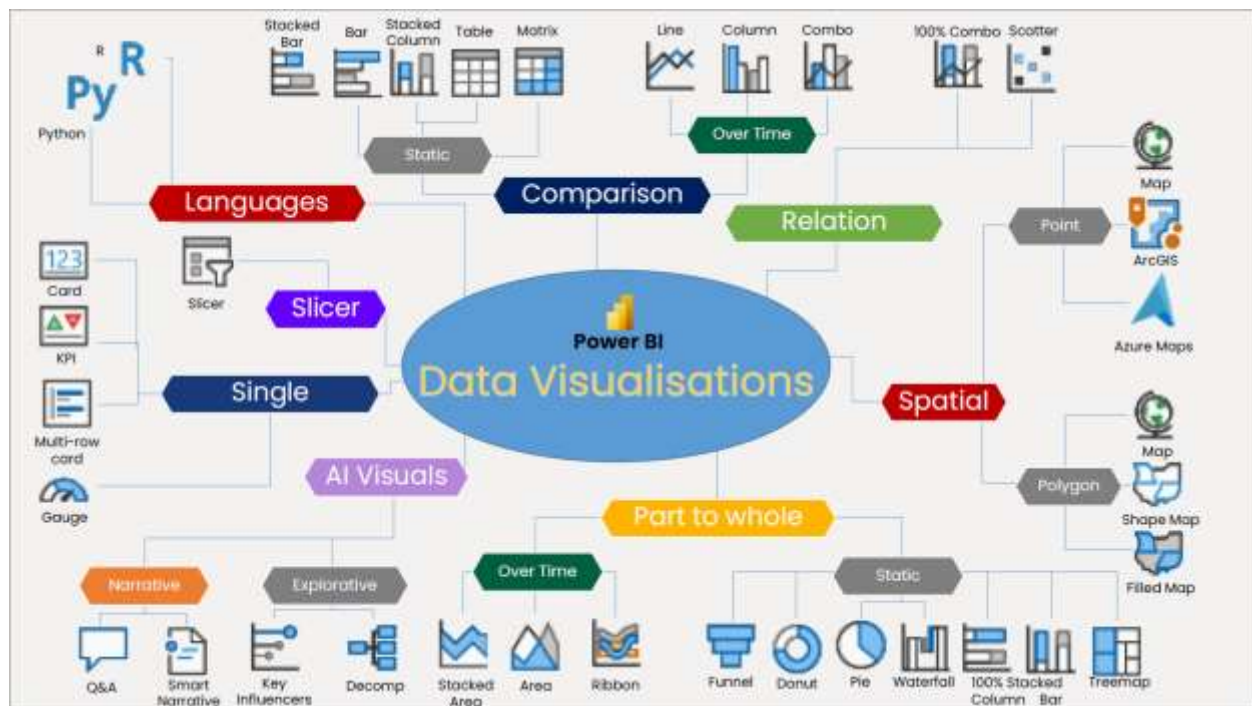 Stacked
Bar
Bar
Stacked
Column
Table
Matrix
Line
Column
Combo
100% Combo
Scatter
R
R
Py
Python
Static
Over Time
Map
Languages
Comparison
Relation
Point
ArcGIS
Slicer
Slicer
123
Card
KPI
Power BI
Data Visualisations
Azure Maps
Single
Spatial
Multi-row
card
Map
AI Visuals
Polygon
Gauge
Part to whole
Shape Map
Narrative
Explorative
Over Time
Static
Filled Map
Q&A
Smart
Narrative
Key
Influencers
Decomp
Stacked
Area
Area
Ribbon
Funnel
Donut
Pie
Waterfall
100% Stacked
Column Bar
Treemap